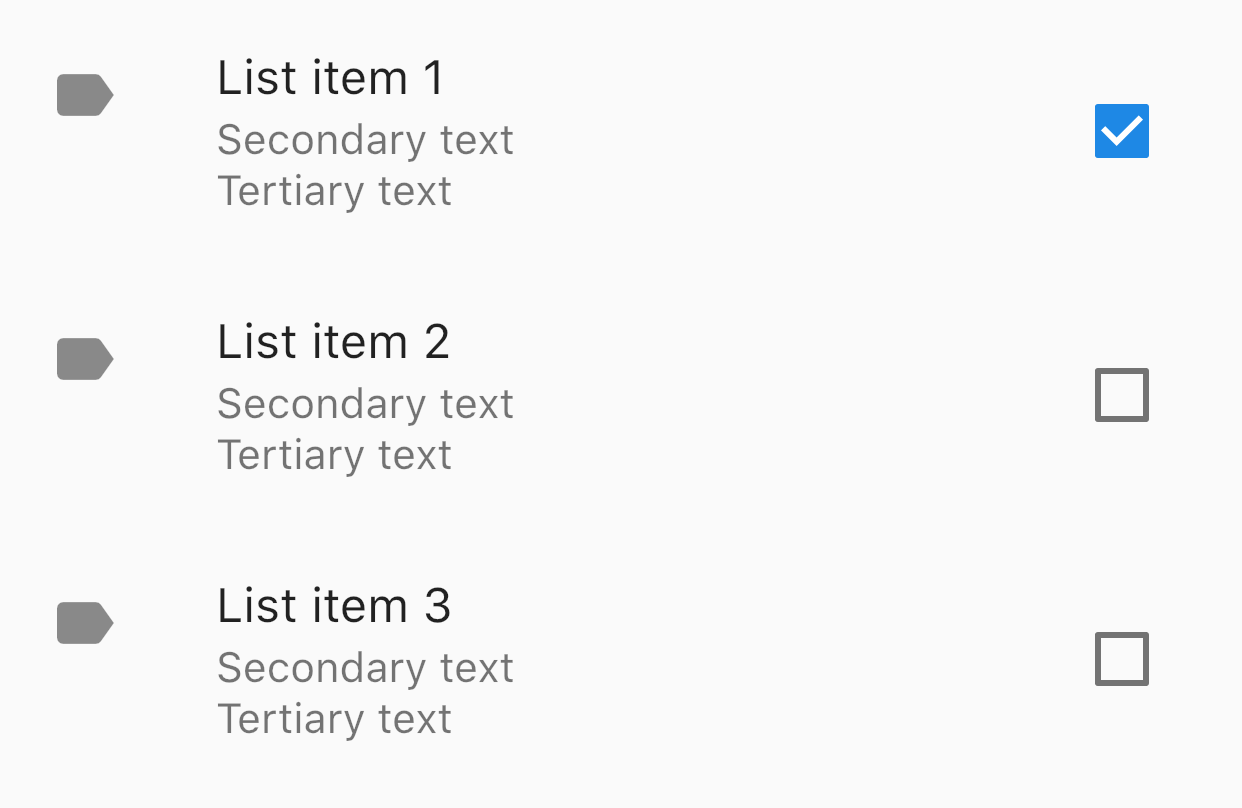 List item 1
Secondary text
Tertiary text
List item 2
Secondary text
Tertiary text
List item 3
Secondary text
Tertiary text